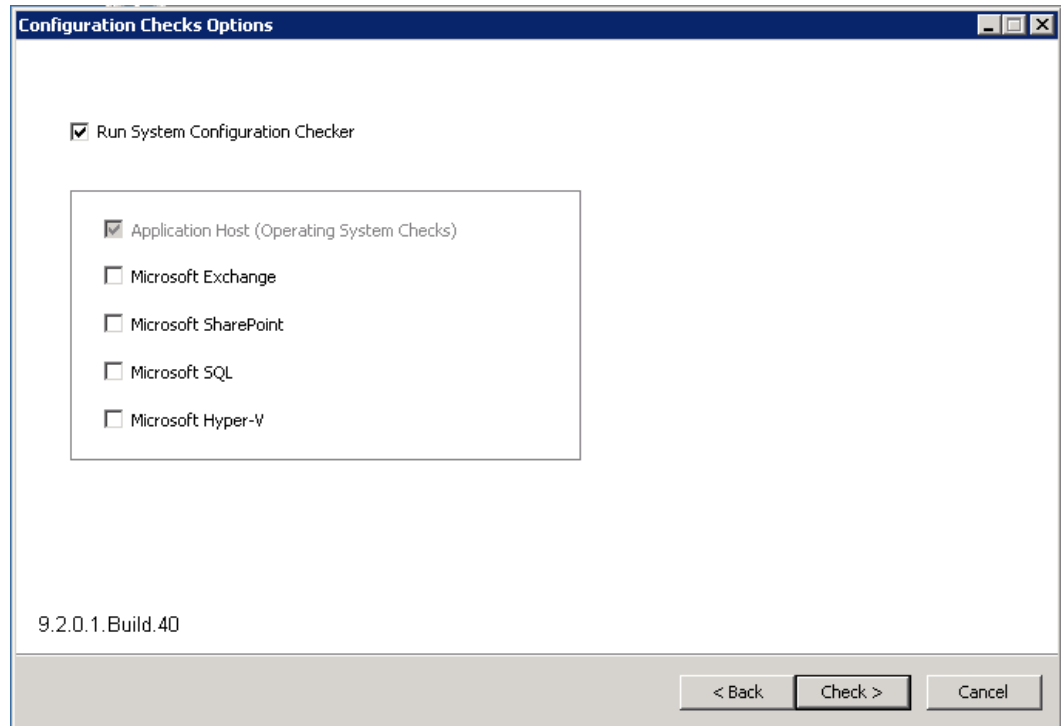 Configuration Checks Options
Run System Configuration Checker
Application Host (Operating System Checks)
Microsoft Exchange
Microsoft SharePoint
Microsoft SQL
Microsoft Hyper-V
9.2.0.1.Build.40
< Back Check > Cancel